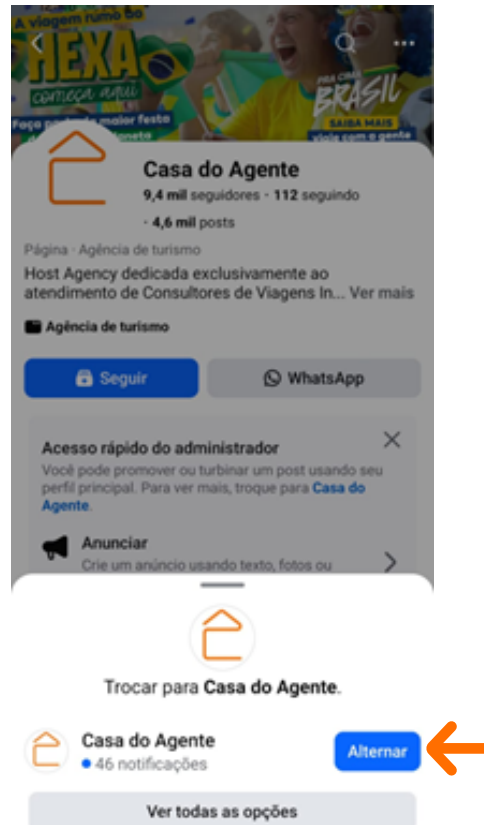 A viagem rumo ao
HEXA
começa aqui
PRA CIMA
BRASIL
SAIBA MAIS
viaje com a gente
Casa do Agente
9,4 mil seguidores · 112 seguindo
· 4,6 mil posts
Página · Agência de turismo
Host Agency dedicada exclusivamente ao
atendimento de Consultores de Viagens In... Ver mais
Agência de turismo
Seguir
WhatsApp
Acesso rápido do administrador
Você pode promover ou turbinar um post usando seu
perfil principal. Para ver mais, troque para Casa do
Agente.
Anunciar
Crie um anúncio usando texto, fotos ou
Trocar para Casa do Agente.
Casa do Agente
• 46 notificações
Alternar
Ver todas as opções